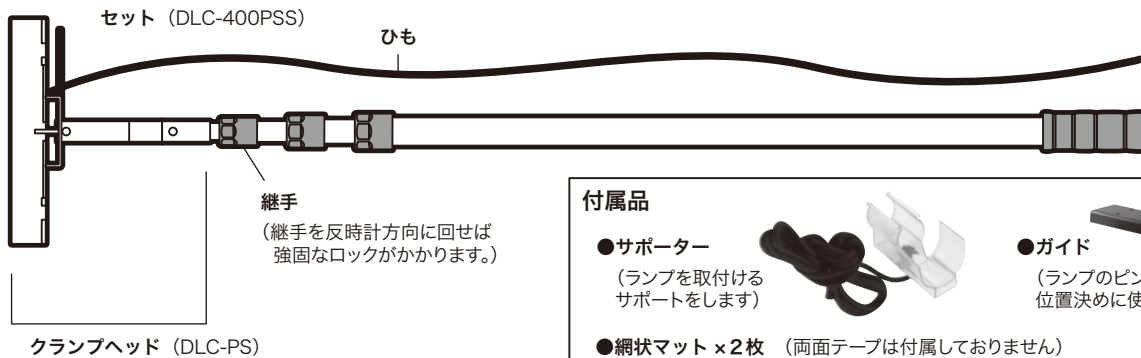 セット（DLC-400PSS）
ひも
継手
（継手を反時計方向に回せば
強固なロックがかかります。）
クランプヘッド（DLC-PS）
付属品
●サポーター
（ランプを取付ける
サポートをします）
●ガイド
（ランプのピン
位置決めに使
●網状マット ×2枚 （両面テープは付属しておりません）